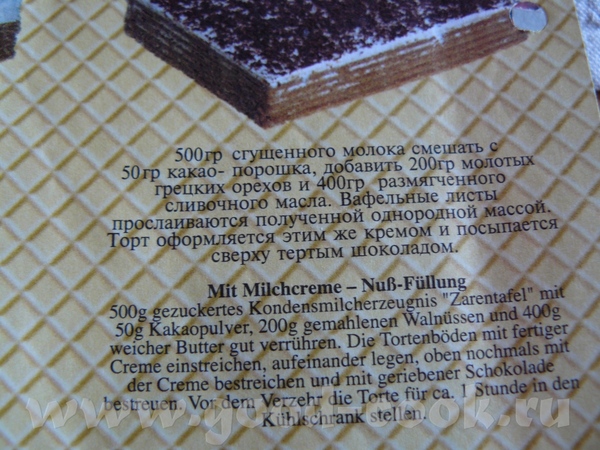 500гр сгущенного молока смешать с
50гр какао- порошка, добавить 200гр молотых
грецких орехов и 400гр размягченного
сливочного масла. Вафельные листы
прослаиваются полученной однородной массой.
Торт оформляется этим же кремом и посыпается
сверху тертым шоколадом.
Mit Milchcreme – Nuß-Füllung
500g gezuckertes Kondensmilcherzeugnis "Zarentafel" mit
50g Kakaopulver, 200g gemahlenen Walnüssen und 400g
weicher Butter gut verrühren. Die Tortenböden mit fertiger
Creme einstreichen, aufeinander legen, oben nochmals mit
der Creme bestreichen und mit geriebener Schokolade
bestreuen. Vor dem Verzehr die Torte für ca. 1 Stunde in den
Kühlschrank stellen.